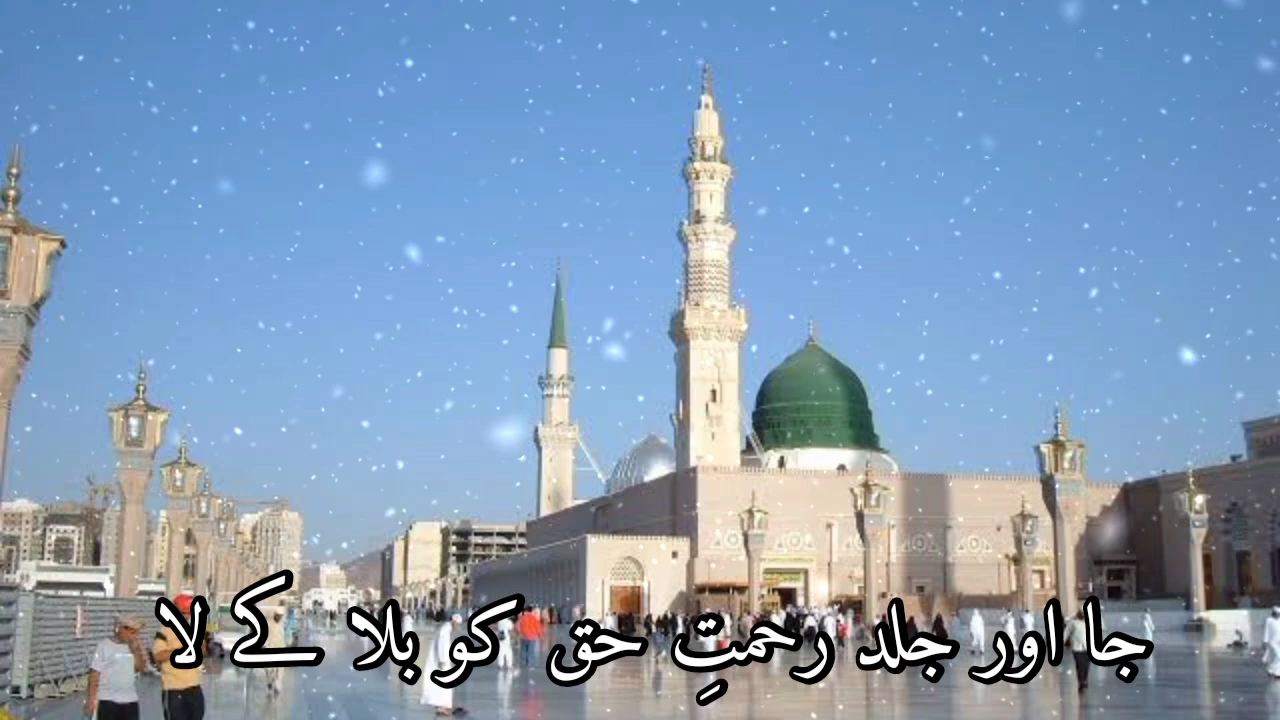 جا اور جلد رحمتِ حق کو بلا کے لا